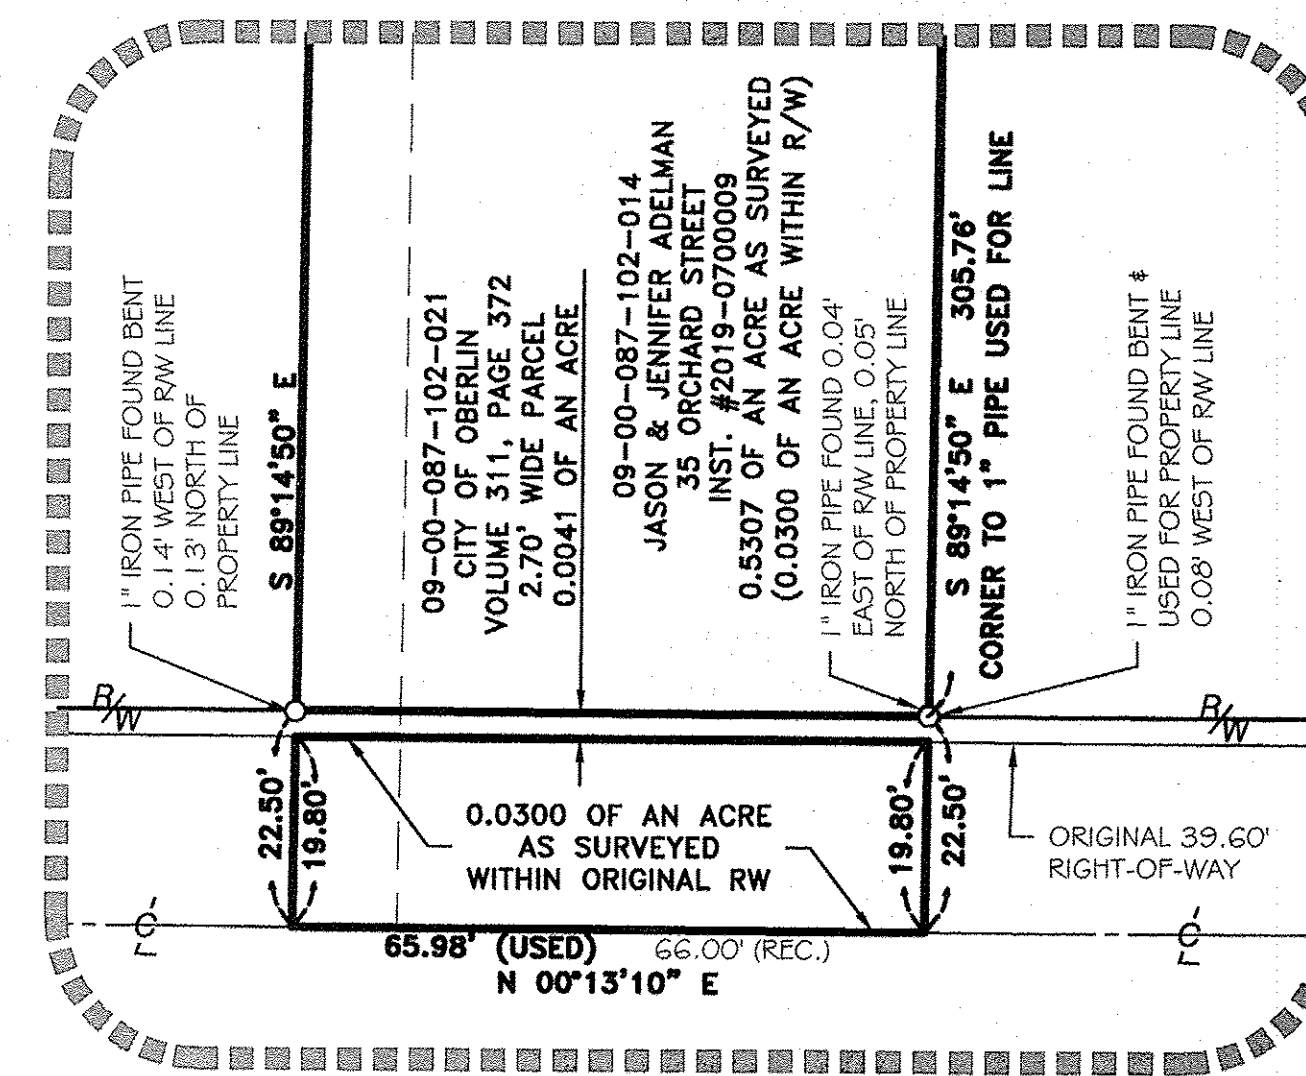 1" IRON PIPE FOUND BENT
0.14' WEST OF R/W LINE
0.13' NORTH OF
PROPERTY LINE
S 89°14'50" E
09-00-087-102-021
CITY OF OBERLIN
VOLUME 311, PAGE 372
2.70' WIDE PARCEL
0.0041 OF AN ACRE
09-00-087-102-014
JASON & JENNIFER ADELMAN
35 ORCHARD STREET
INST. #2019-0700009
0.5307 OF AN ACRE AS SURVEYED
(0.0300 OF AN ACRE WITHIN R/W)
1" IRON PIPE FOUND 0.04'
EAST OF R/W LINE, 0.05'
NORTH OF PROPERTY LINE
S 89°14'50" E 305.76'
CORNER TO 1" PIPE USED FOR LINE
1" IRON PIPE FOUND BENT &
USED FOR PROPERTY LINE
0.08' WEST OF R/W LINE
R/W
R/W
22.50'
19.80'
0.0300 OF AN ACRE
AS SURVEYED
WITHIN ORIGINAL RW
19.80'
22.50'
ORIGINAL 39.60'
RIGHT-OF-WAY
CL
CL
65.98' (USED) 66.00' (REC.)
N 00°13'10" E